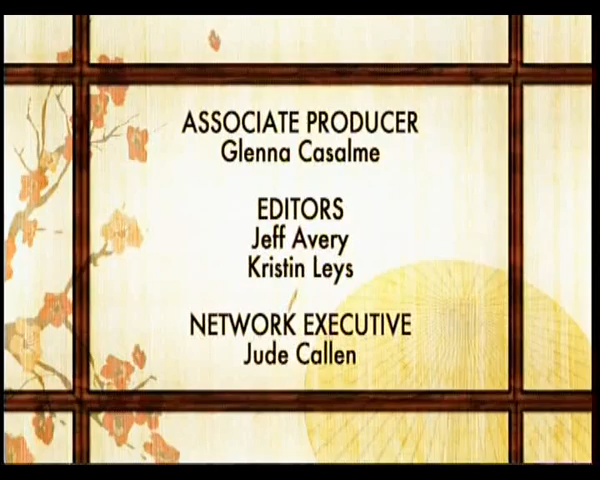 ASSOCIATE PRODUCER
Glenna Casalme
EDITORS
Jeff Avery
Kristin Leys
NETWORK EXECUTIVE
Jude Callen